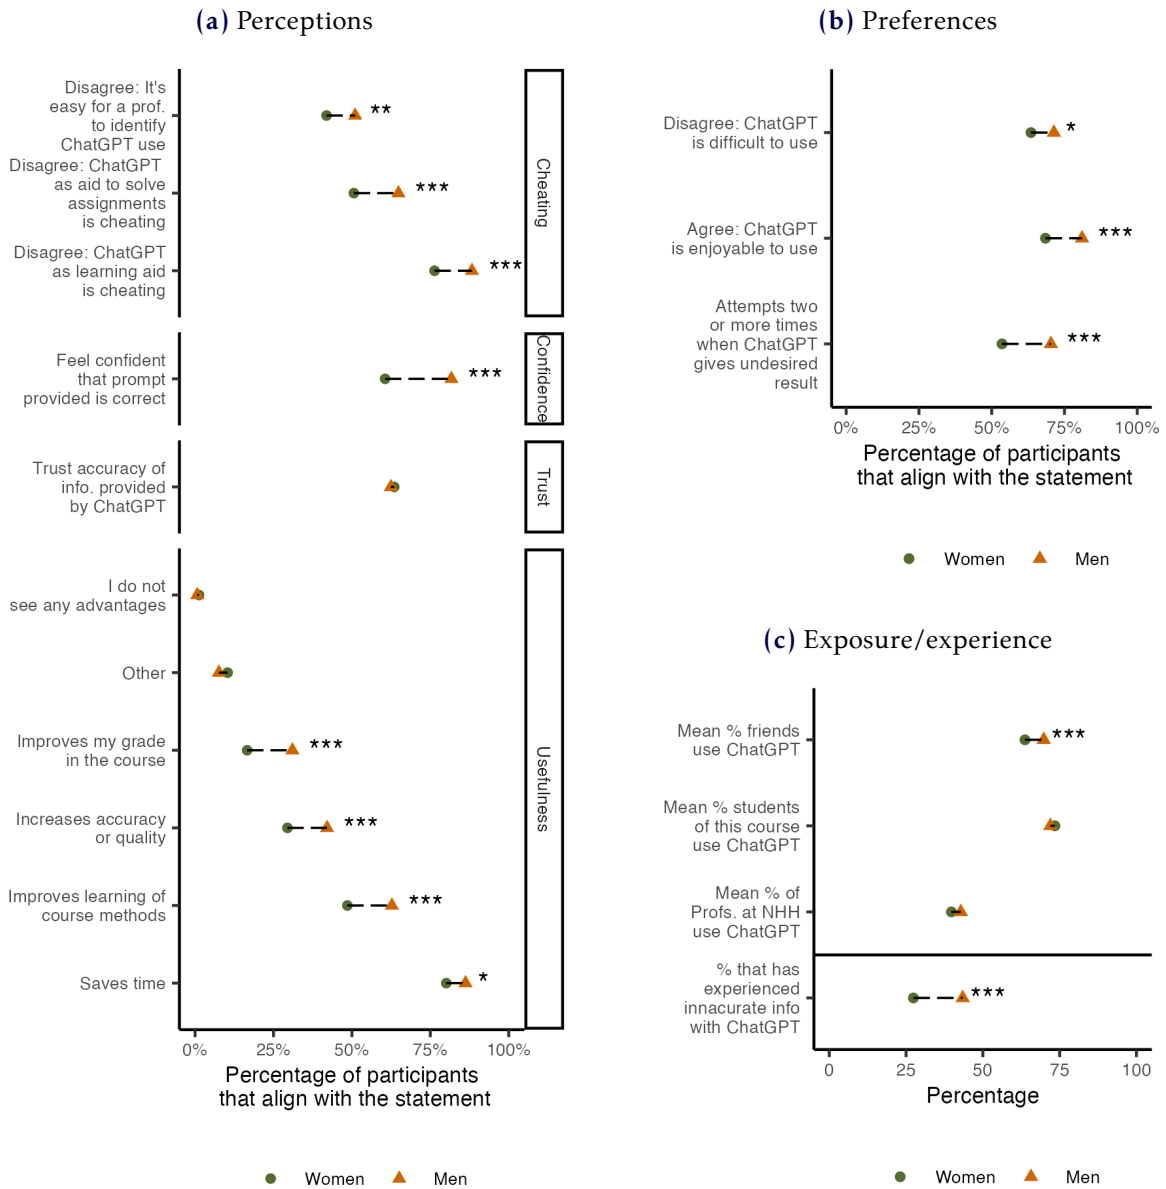 (a) Perceptions
Disagree: It's
easy for a prof.
to identify
ChatGPT use
**
Disagree: ChatGPT
as aid to solve
assignments
is cheating
***
Disagree: ChatGPT
as learning aid
is cheating
***
Cheating
Feel confident
that prompt
provided is correct
***
Confidence
Trust accuracy of
info. provided
by ChatGPT
Trust
I do not
see any advantages
Other
Improves my grade
in the course
***
Increases accuracy
or quality
***
Improves learning of
course methods
***
Saves time
*
Usefulness
0% 25% 50% 75% 100%
Percentage of participants
that align with the statement
Women Men
(b) Preferences
Disagree: ChatGPT
is difficult to use
*
Agree: ChatGPT
is enjoyable to use
***
Attempts two
or more times
when ChatGPT
gives undesired
result
***
0% 25% 50% 75% 100%
Percentage of participants
that align with the statement
Women Men
(c) Exposure/experience
Mean % friends
use ChatGPT
***
Mean % students
of this course
use ChatGPT
Mean % of
Profs. at NHH
use ChatGPT
% that has
experienced
innacurate info
with ChatGPT
***
0 25 50 75 100
Percentage
Women Men